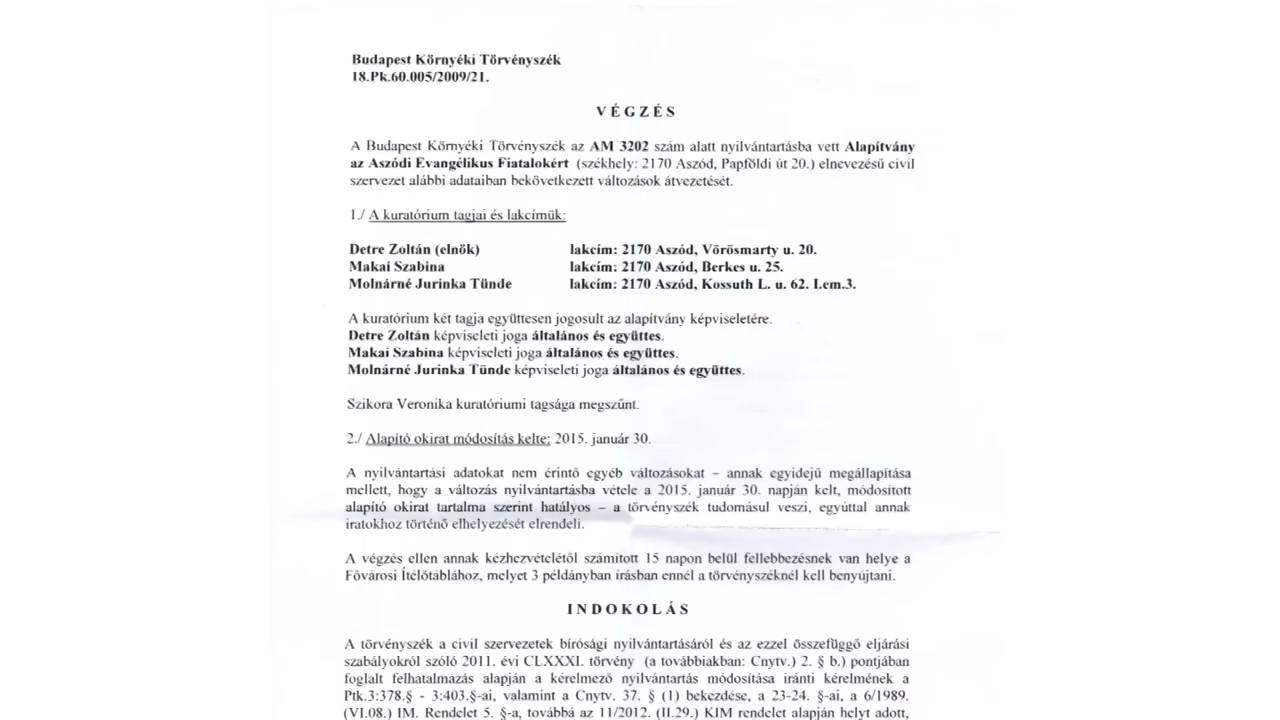 Budapest Környéki Törvényszék
18.Pk.60.005/2009/21.
VÉGZÉS
A Budapest Környéki Törvényszék az AM 3202 szám alatt nyilvántartásba vett Alapítvány
az Aszódi Evangélikus Fiatalokért (székhely: 2170 Aszód, Papföldi út 20.) elnevezésű civil
szervezet alábbi adataiban bekövetkezett változások átvezetését.
1./ A kuratórium tagjai és lakcímük:
Detre Zoltán (elnök) lakcím: 2170 Aszód, Vörösmarty u. 20.
Makai Szabina lakcím: 2170 Aszód, Berkes u. 25.
Molnárné Jurinka Tünde lakcím: 2170 Aszód, Kossuth L. u. 62. I.em.3.
A kuratórium két tagja együttesen jogosult az alapítvány képviseletére.
Detre Zoltán képviseleti joga általános és együttes.
Makai Szabina képviseleti joga általános és együttes.
Molnárné Jurinka Tünde képviseleti joga általános és együttes.
Szikora Veronika kuratóriumi tagsága megszűnt.
2./ Alapító okirat módosítás kelte: 2015. január 30.
A nyilvántartási adatokat nem érintő egyéb változásokat – annak egyidejű megállapítása
mellett, hogy a változás nyilvántartásba vétele a 2015. január 30. napján kelt, módosított
alapító okirat tartalma szerint hatályos – a törvényszék tudomásul veszi, egyúttal annak
iratokhoz történő elhelyezését elrendeli.
A végzés ellen annak kézhezvételétől számított 15 napon belül fellebbezésnek van helye a
Fővárosi Ítélőtáblához, melyet 3 példányban írásban ennél a törvényszéknél kell benyújtani.
INDOKOLÁS
A törvényszék a civil szervezetek bírósági nyilvántartásáról és az ezzel összefüggő eljárási
szabályokról szóló 2011. évi CLXXXI. törvény (a továbbiakban: Cnytv.) 2. § b.) pontjában
foglalt felhatalmazás alapján a kérelmező nyilvántartás módosítása iránti kérelmének a
Ptk.3:378.§ - 3:403.§-ai, valamint a Cnytv. 37. § (1) bekezdése, a 23-24. §-ai, a 6/1989.
(VI.08.) IM. Rendelet 5. §-a, továbbá az 11/2012. (II.29.) KIM rendelet alapján helyt adott,